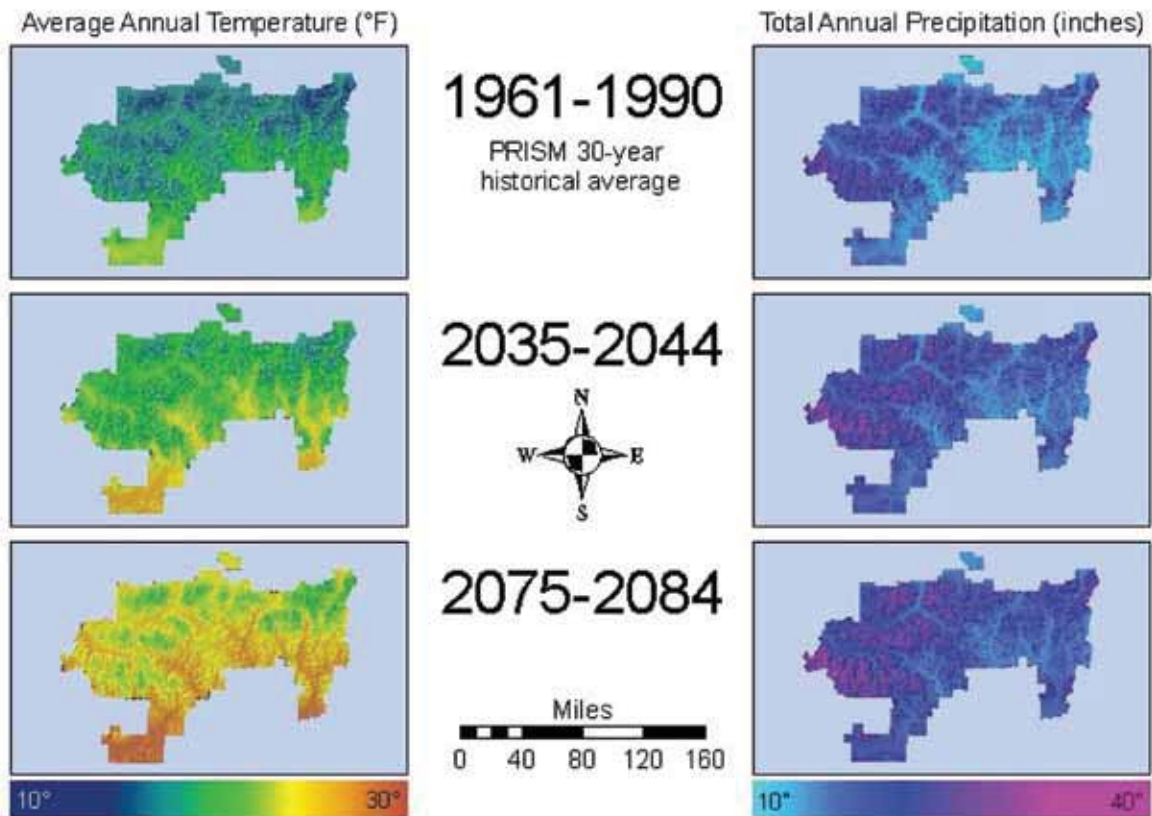 Average Annual Temperature (°F)
Total Annual Precipitation (inches)
1961-1990
PRISM 30-year
historical average
2035-2044
N
W E
S
2075-2084
Miles
0 40 80 120 160
10° 30°
10" 40"